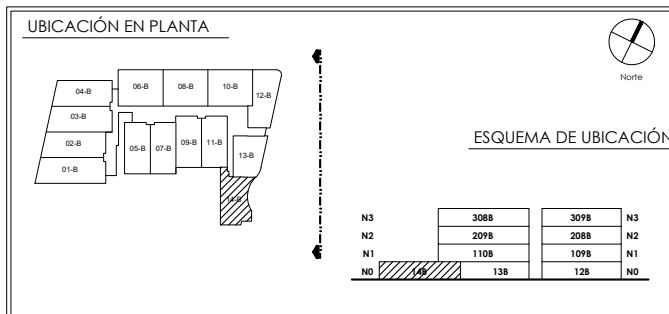 UBICACIÓN EN PLANTA
Norte
04-B
06-B
08-B
10-B
12-B
03-B
02-B
05-B
07-B
09-B
11-B
13-B
01-B
14-B
ESQUEMA DE UBICACIÓN
N3 308B 309B N3
N2 209B 208B N2
N1 110B 109B N1
N0 14B 13B 12B N0